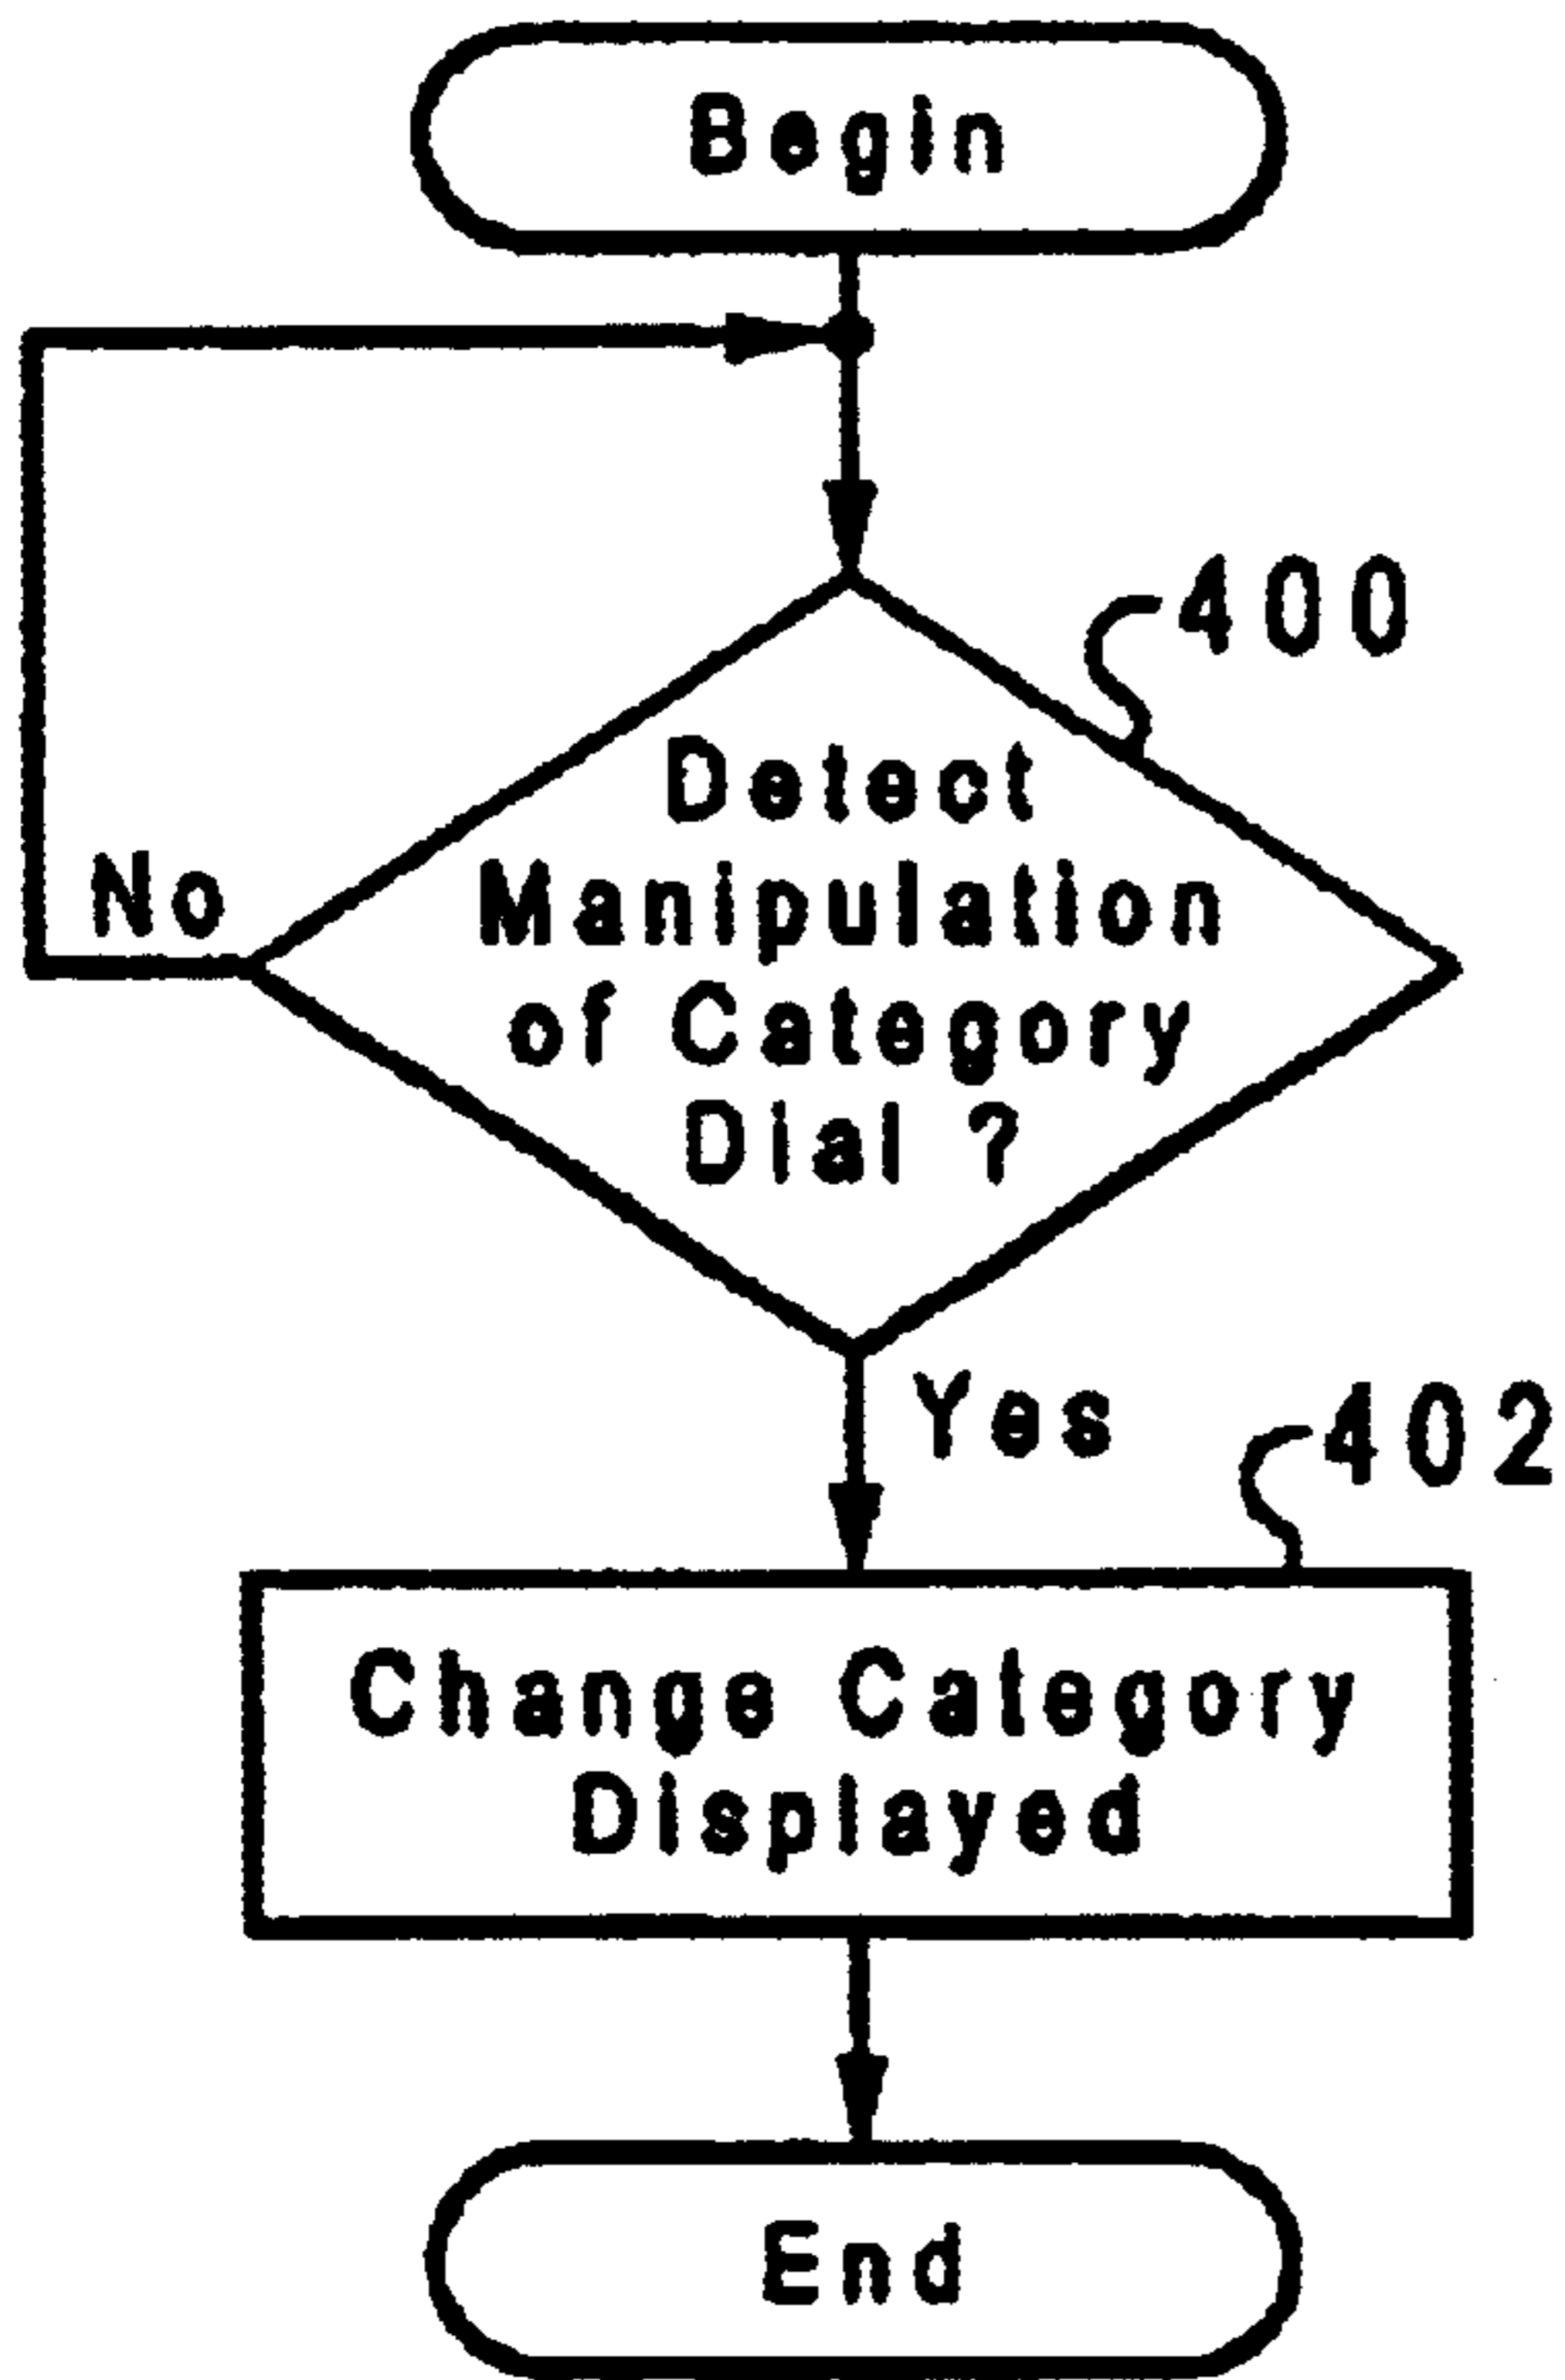 Begin
400
Detect
Manipulation
of Category
Dial ?
No
Yes
402
Change Category
Displayed
End